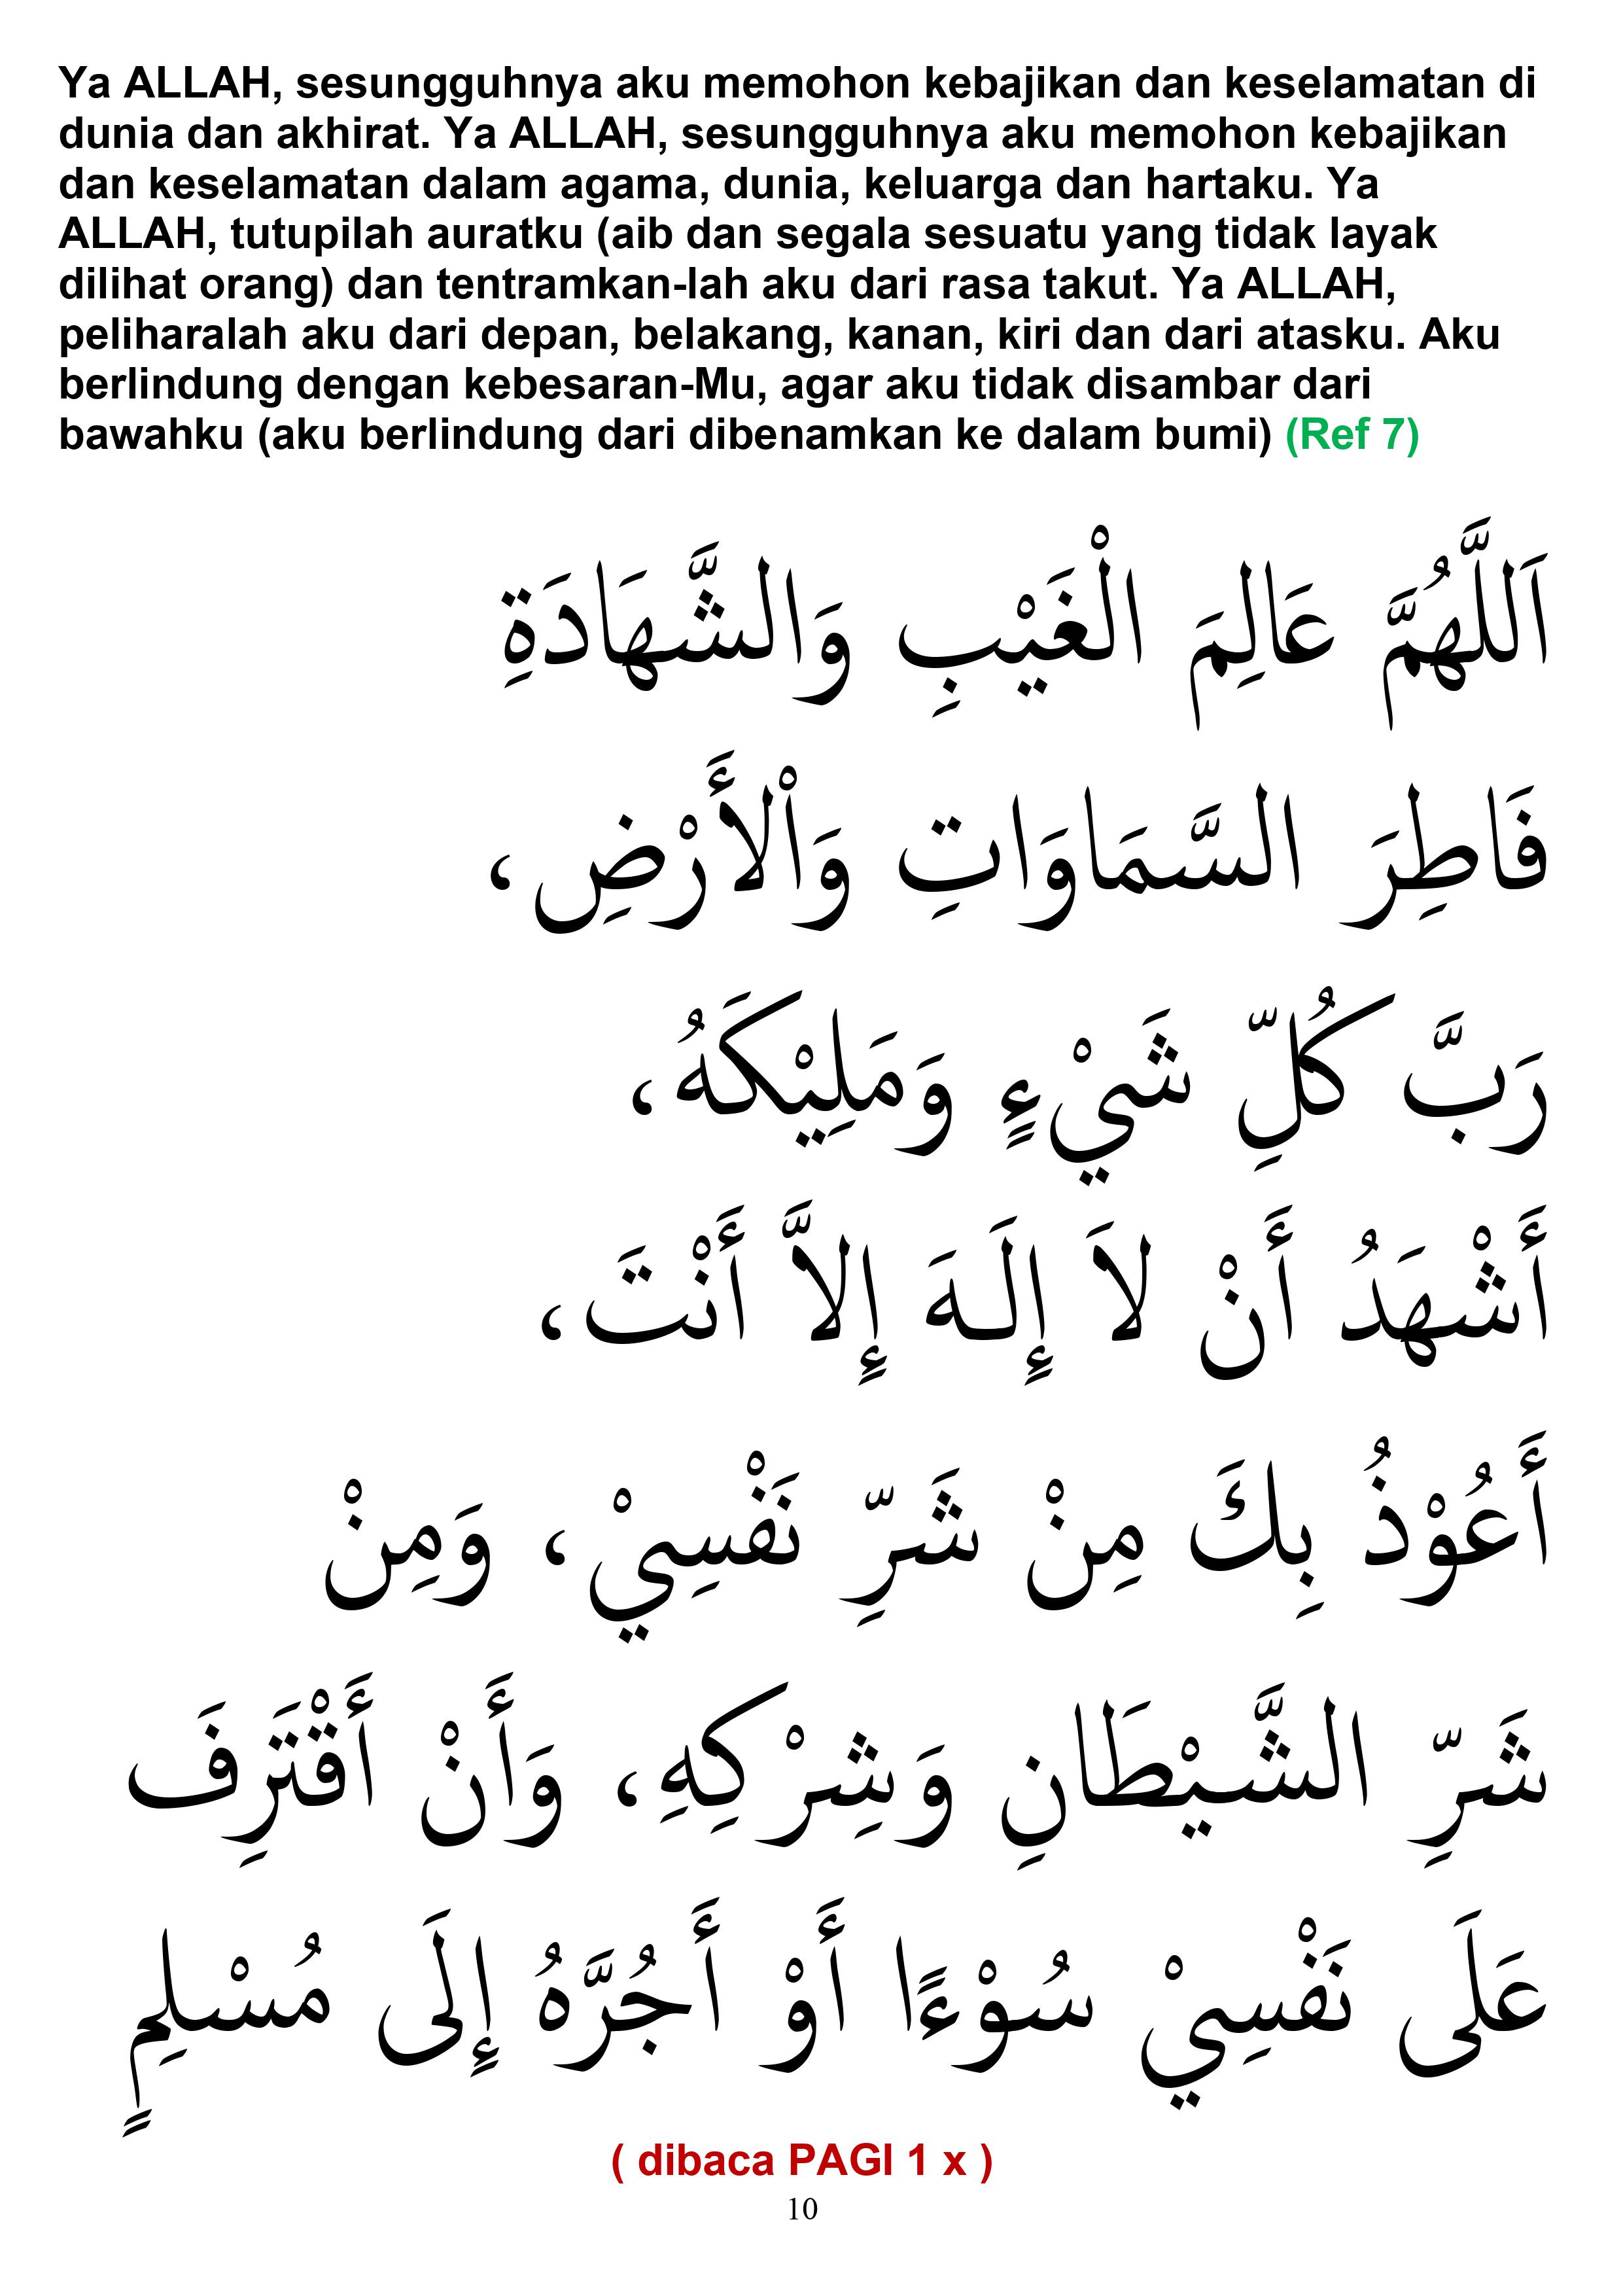 Ya ALLAH, sesungguhnya aku memohon kebajikan dan keselamatan di
dunia dan akhirat. Ya ALLAH, sesungguhnya aku memohon kebajikan
dan keselamatan dalam agama, dunia, keluarga dan hartaku. Ya
ALLAH, tutupilah auratku (aib dan segala sesuatu yang tidak layak
dilihat orang) dan tentramkan-lah aku dari rasa takut. Ya ALLAH,
peliharalah aku dari depan, belakang, kanan, kiri dan dari atasku. Aku
berlindung dengan kebesaran-Mu, agar aku tidak disambar dari
bawahku (aku berlindung dari dibenamkan ke dalam bumi) (Ref 7)
اَللَّهُمَّ عَالِمَ الْغَيْبِ وَالشَّهَادَةِ
فَاطِرَ السَّمَاوَاتِ وَاْلأَرْضِ،
رَبَّ كُلِّ شَيْءٍ وَمَلِيْكَهُ،
أَشْهَدُ أَنْ لاَ إِلَـهَ إِلاَّ أَنْتَ،
أَعُوْذُ بِكَ مِنْ شَرِّ نَفْسِيْ، وَمِنْ
شَرِّ الشَّيْطَانِ وَشِرْكِهِ، وَأَنْ أَقْتَرِفَ
عَلَى نَفْسِيْ سُوْءًا أَوْ أَجُرَّهُ إِلَى مُسْلِمٍ
( dibaca PAGI 1 x )
10